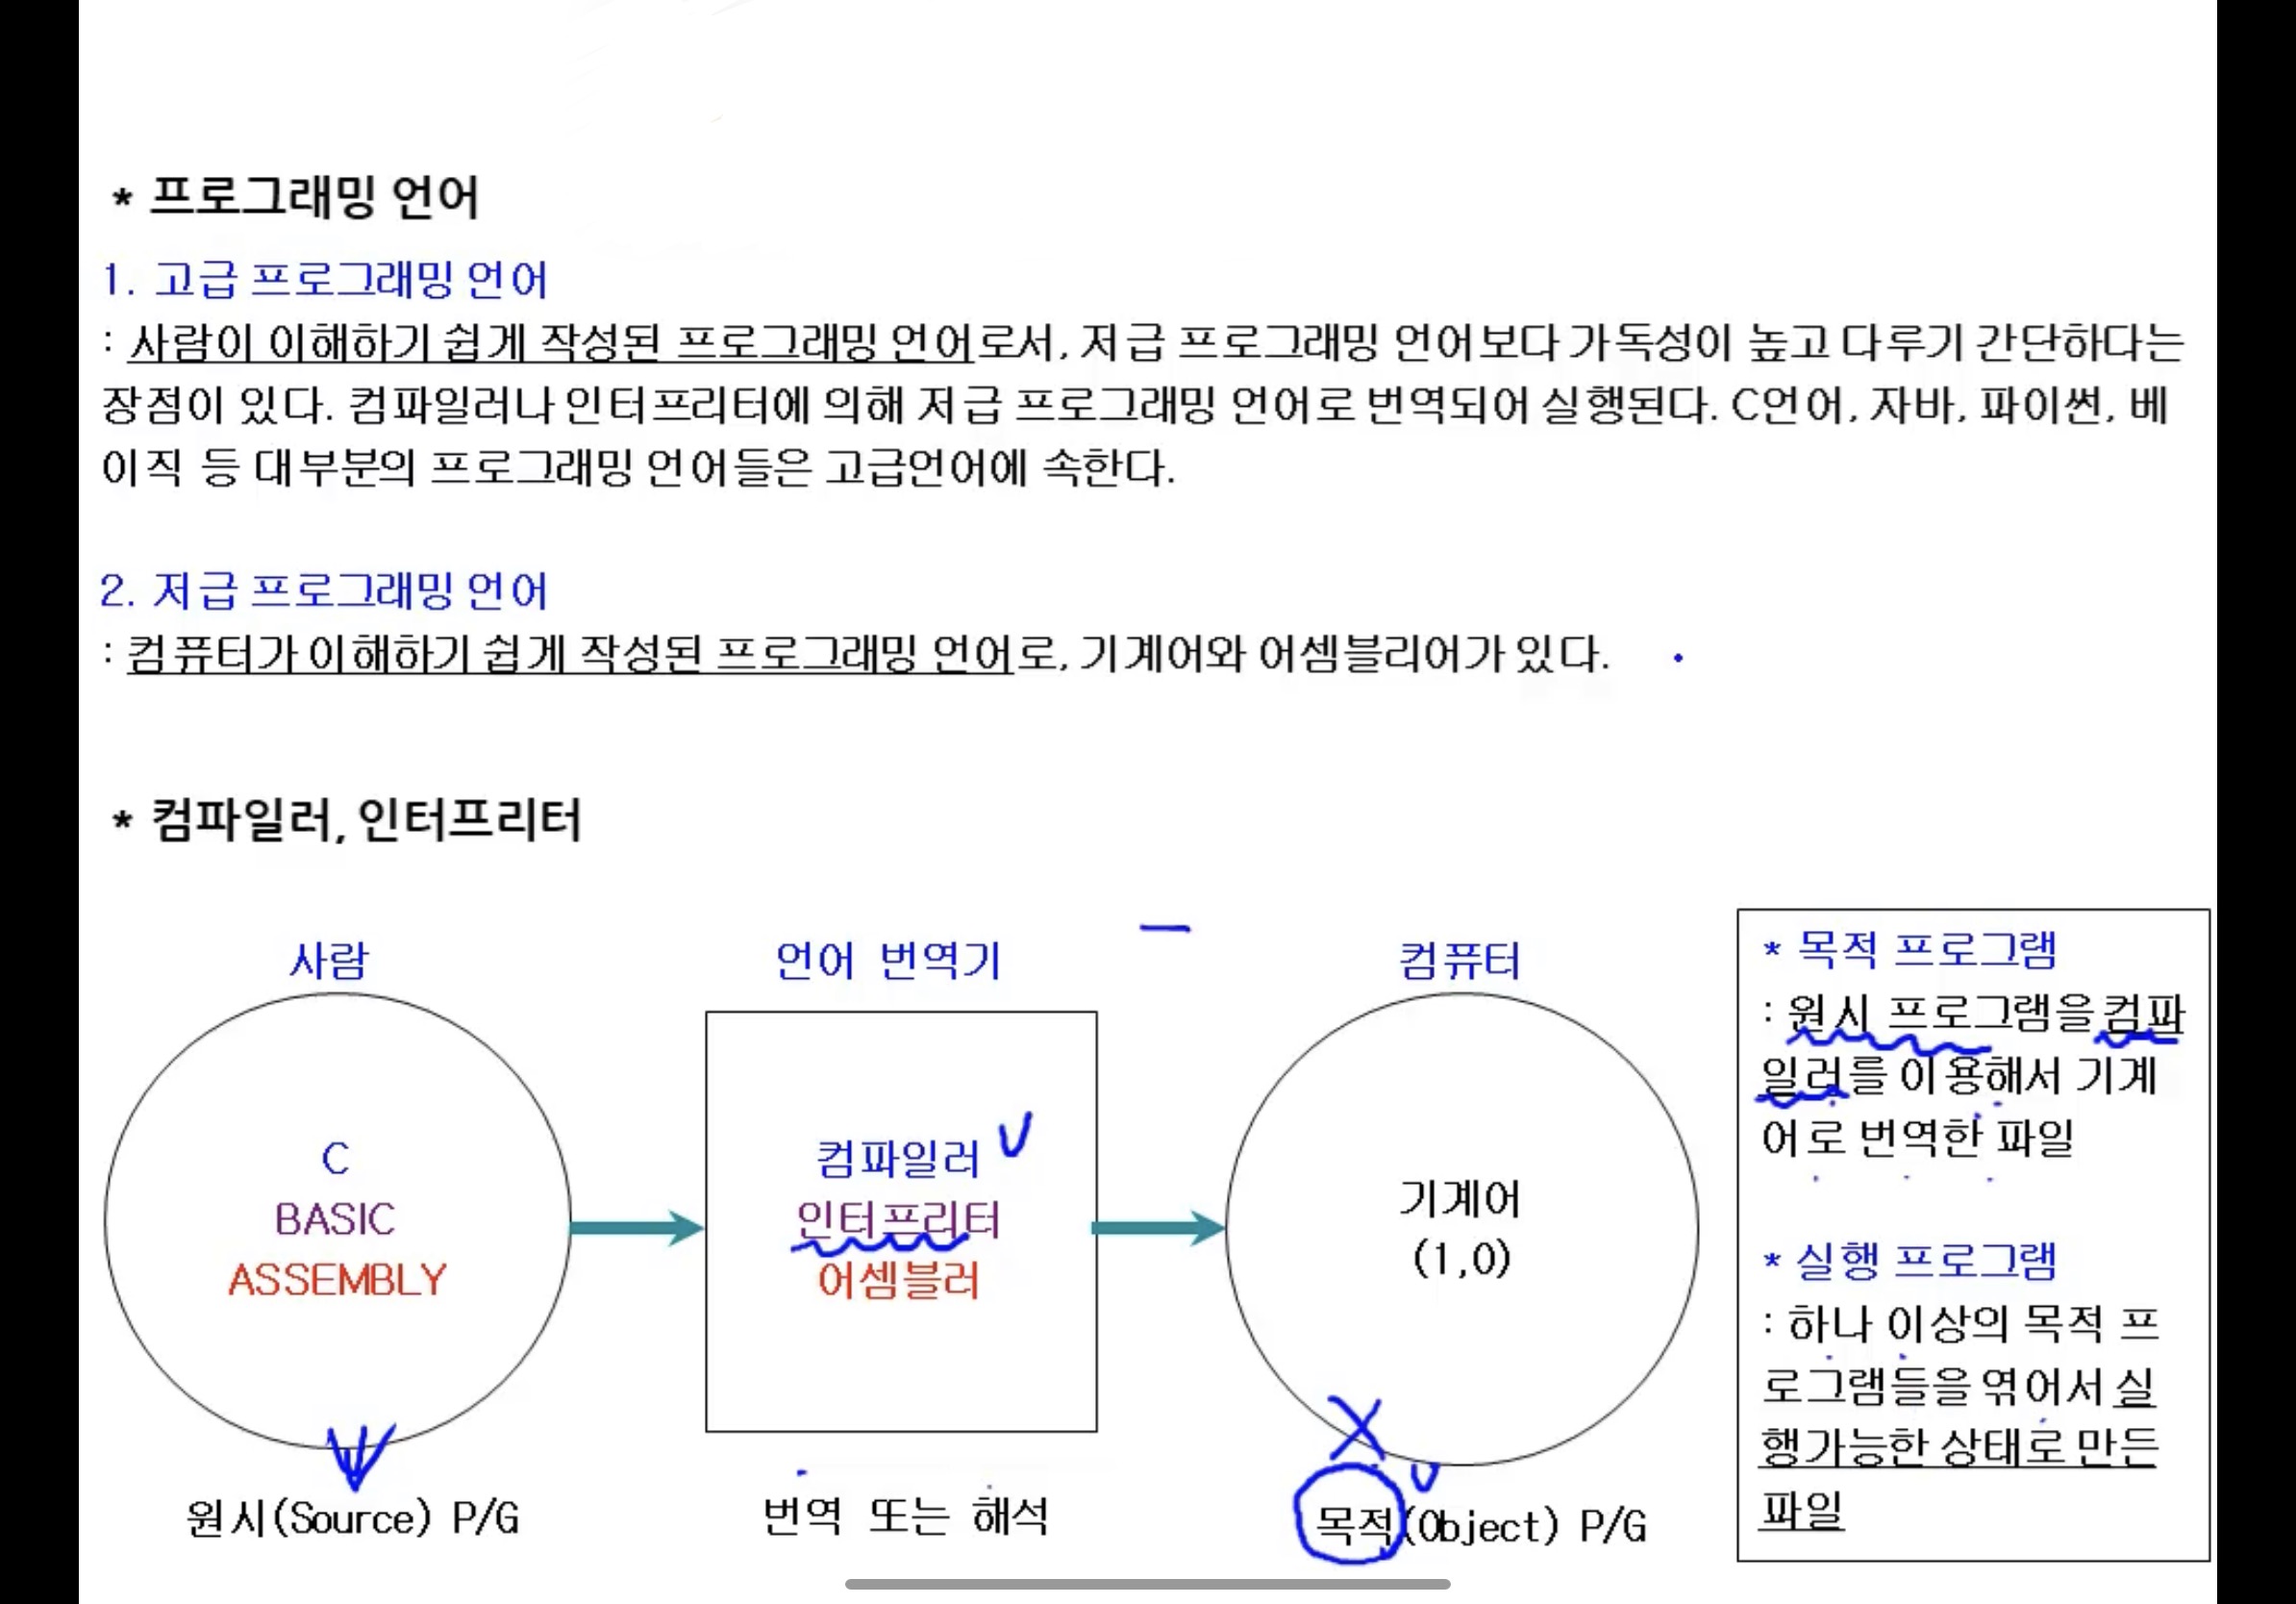 * 프로그래밍 언어
1. 고급 프로그래밍 언어
: 사람이 이해하기 쉽게 작성된 프로그래밍 언어로서, 저급 프로그래밍 언어보다 가독성이 높고 다루기 간단하다는
장점이 있다. 컴파일러나 인터프리터에 의해 저급 프로그래밍 언어로 번역되어 실행된다. C언어, 자바, 파이썬, 베
이직 등 대부분의 프로그래밍 언어들은 고급언어에 속한다.
2. 저급 프로그래밍 언어
: 컴퓨터가 이해하기 쉽게 작성된 프로그래밍 언어로, 기계어와 어셈블리어가 있다.
* 컴파일러, 인터프리터
사람
C
BASIC
ASSEMBLY
원시(Source) P/G
언어 번역기
컴파일러
인터프리터
어셈블러
번역 또는 해석
컴퓨터
기계어
(1,0)
목적(Object) P/G
* 목적 프로그램
: 원시 프로그램을 컴파
일러를 이용해서 기계
어로 번역한 파일
* 실행 프로그램
: 하나 이상의 목적 프
로그램들을 엮어서 실
행가능한 상태로 만든
파일